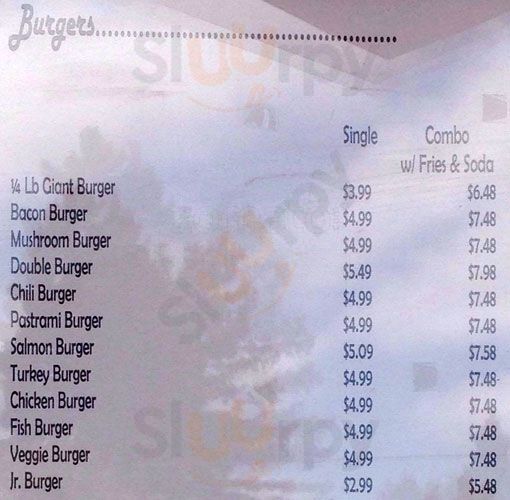 Burgers..........................................................
Single Combo
w/ Fries & Soda
¼ Lb Giant Burger $3.99 $6.48
Bacon Burger $4.99 $7.48
Mushroom Burger $4.99 $7.48
Double Burger $5.49 $7.98
Chili Burger $4.99 $7.48
Pastrami Burger $4.99 $7.48
Salmon Burger $5.09 $7.58
Turkey Burger $4.99 $7.48
Chicken Burger $4.99 $7.48
Fish Burger $4.99 $7.48
Veggie Burger $4.99 $7.48
Jr. Burger $2.99 $5.48
Sluurrpy
Sluurrpy
Sluurrpy